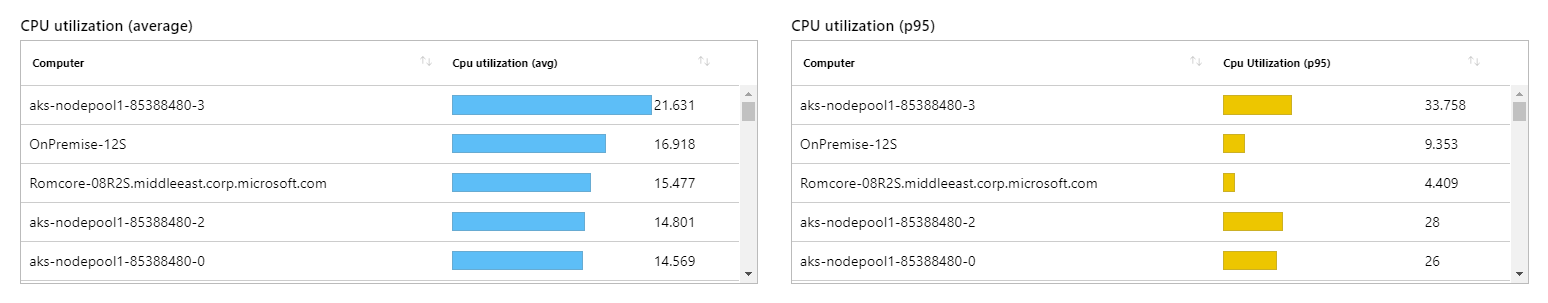 CPU utilization (average)
Computer Cpu utilization (avg)
aks-nodepool1-85388480-3 21.631
OnPremise-12S 16.918
Romcore-08R2S.middleeast.corp.microsoft.com 15.477
aks-nodepool1-85388480-2 14.801
aks-nodepool1-85388480-0 14.569
CPU utilization (p95)
Computer Cpu Utilization (p95)
aks-nodepool1-85388480-3 33.758
OnPremise-12S 9.353
Romcore-08R2S.middleeast.corp.microsoft.com 4.409
aks-nodepool1-85388480-2 28
aks-nodepool1-85388480-0 26